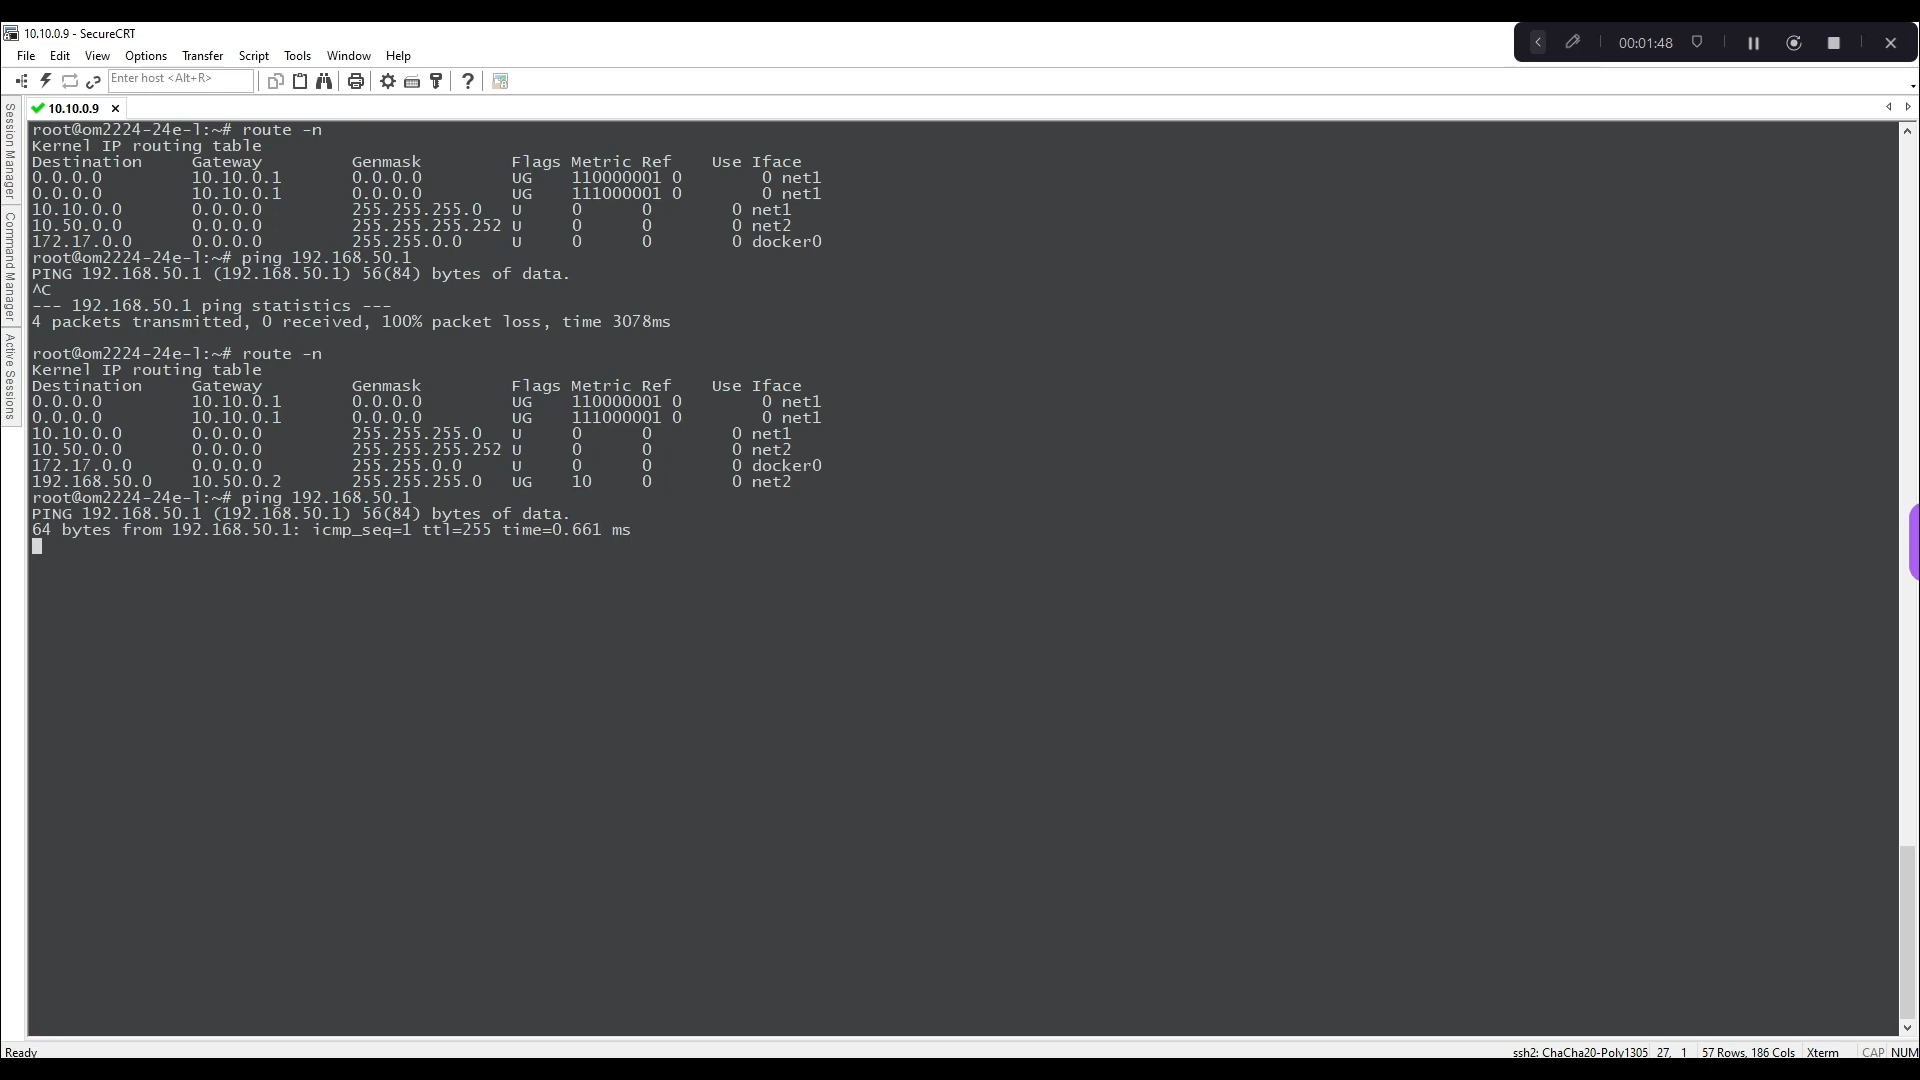 10.10.0.9 - SecureCRT
00:01:48
File Edit View Options Transfer Script Tools Window Help
Enter host <Alt+R>
10.10.0.9
Session Manager
Command Manager
Active Sessions
root@om2224-24e-l:~# route -n
Kernel IP routing table
Destination     Gateway         Genmask         Flags Metric Ref    Use Iface
0.0.0.0         10.10.0.1       0.0.0.0         UG    110000001 0        0 net1
0.0.0.0         10.10.0.1       0.0.0.0         UG    111000001 0        0 net1
10.10.0.0       0.0.0.0         255.255.255.0   U     0      0        0 net1
10.50.0.0       0.0.0.0         255.255.255.252 U     0      0        0 net2
172.17.0.0      0.0.0.0         255.255.0.0     U     0      0        0 docker0
root@om2224-24e-l:~# ping 192.168.50.1
PING 192.168.50.1 (192.168.50.1) 56(84) bytes of data.
^C
--- 192.168.50.1 ping statistics ---
4 packets transmitted, 0 received, 100% packet loss, time 3078ms
root@om2224-24e-l:~# route -n
Kernel IP routing table
Destination     Gateway         Genmask         Flags Metric Ref    Use Iface
0.0.0.0         10.10.0.1       0.0.0.0         UG    110000001 0        0 net1
0.0.0.0         10.10.0.1       0.0.0.0         UG    111000001 0        0 net1
10.10.0.0       0.0.0.0         255.255.255.0   U     0      0        0 net1
10.50.0.0       0.0.0.0         255.255.255.252 U     0      0        0 net2
172.17.0.0      0.0.0.0         255.255.0.0     U     0      0        0 docker0
192.168.50.0    10.50.0.2       255.255.255.0   UG    10     0        0 net2
root@om2224-24e-l:~# ping 192.168.50.1
PING 192.168.50.1 (192.168.50.1) 56(84) bytes of data.
64 bytes from 192.168.50.1: icmp_seq=1 ttl=255 time=0.661 ms
Ready ssh2: ChaCha20-Poly1305 27, 1 57 Rows, 186 Cols Xterm CAP NUM